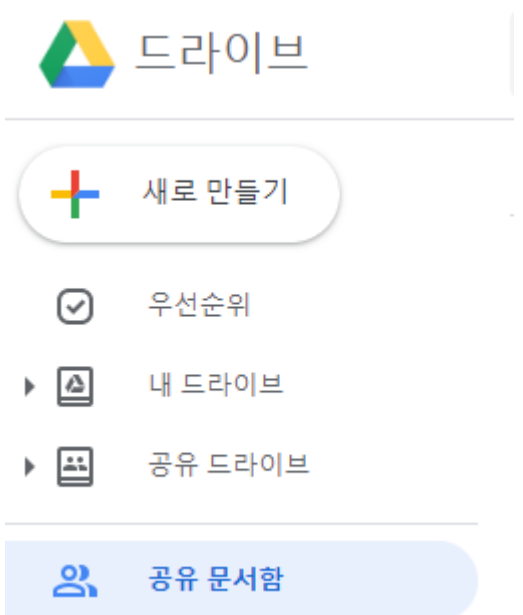 드라이브
새로 만들기
우선순위
내 드라이브
공유 드라이브
공유 문서함